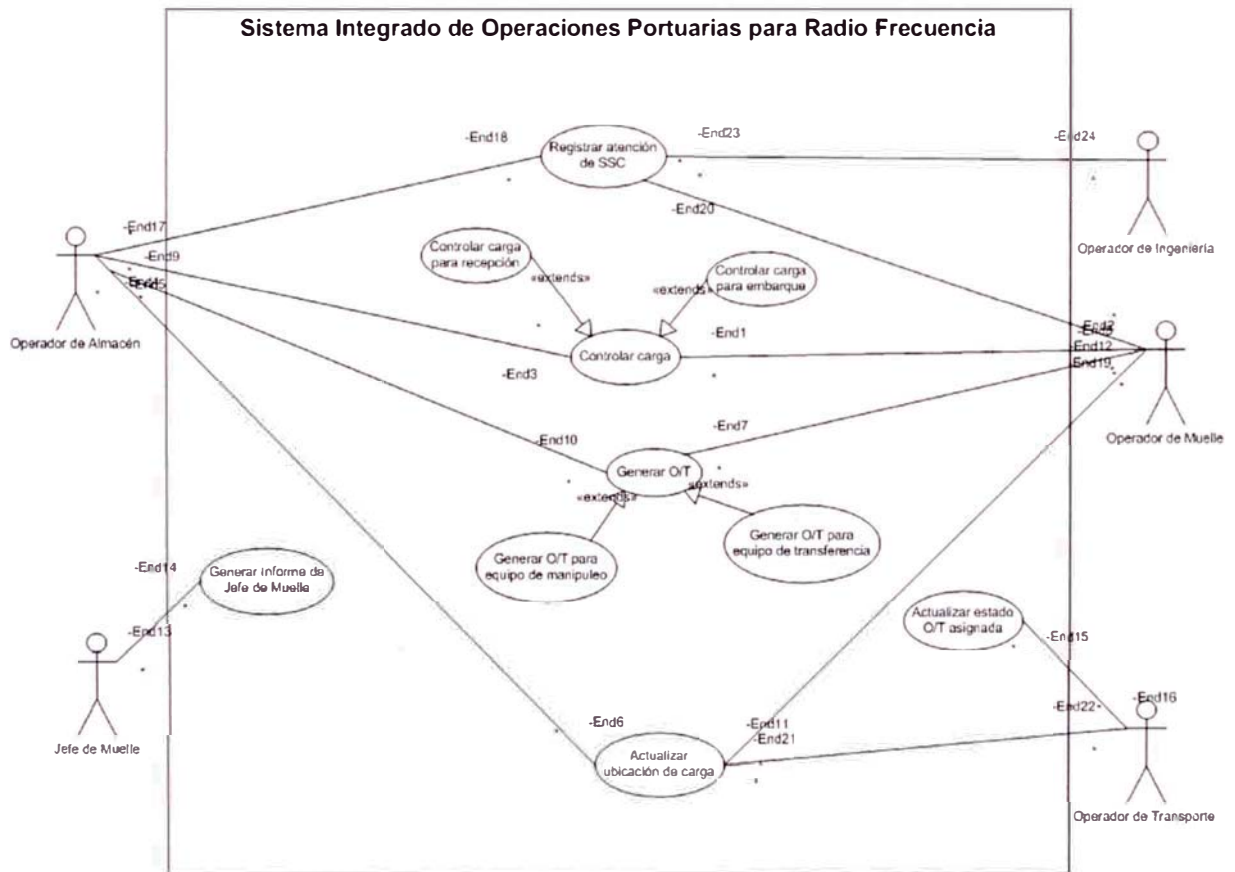 Sistema Integrado de Operaciones Portuarias para Radio Frecuencia
-End18
Registrar atención
de SSC
-End23
-End24
-End17
-End9
-End5
-End20
Operador de Ingeniería
Operador de Almacén
Controlar carga
para recepción
«extends»
Controlar carga
para embarque
«extends»
-End1
Controlar carga
-End3
-End2
-End12
-End19
Operador de Muelle
-End10
-End7
Generar O/T
«extends»
«extends»
Generar O/T para
equipo de manipuleo
Generar O/T para
equipo de transferencia
-End14
Generar Informe de
Jefe de Muelle
-End13
Jefe de Muelle
Actualizar estado
O/T asignada
-End15
-End16
-End22
-End6
-End11
-End21
Actualizar
ubicación de carga
Operador de Transporte